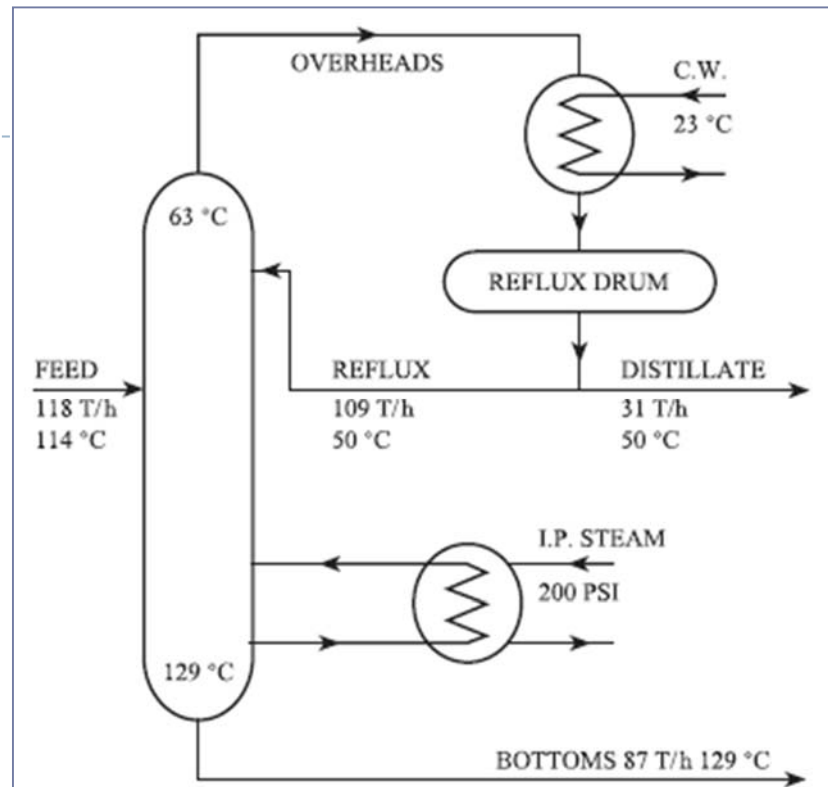 OVERHEADS
C.W.
23 °C
63 °C
REFLUX DRUM
FEED
118 T/h
114 °C
REFLUX
109 T/h
50 °C
DISTILLATE
31 T/h
50 °C
I.P. STEAM
200 PSI
129 °C
BOTTOMS 87 T/h 129 °C